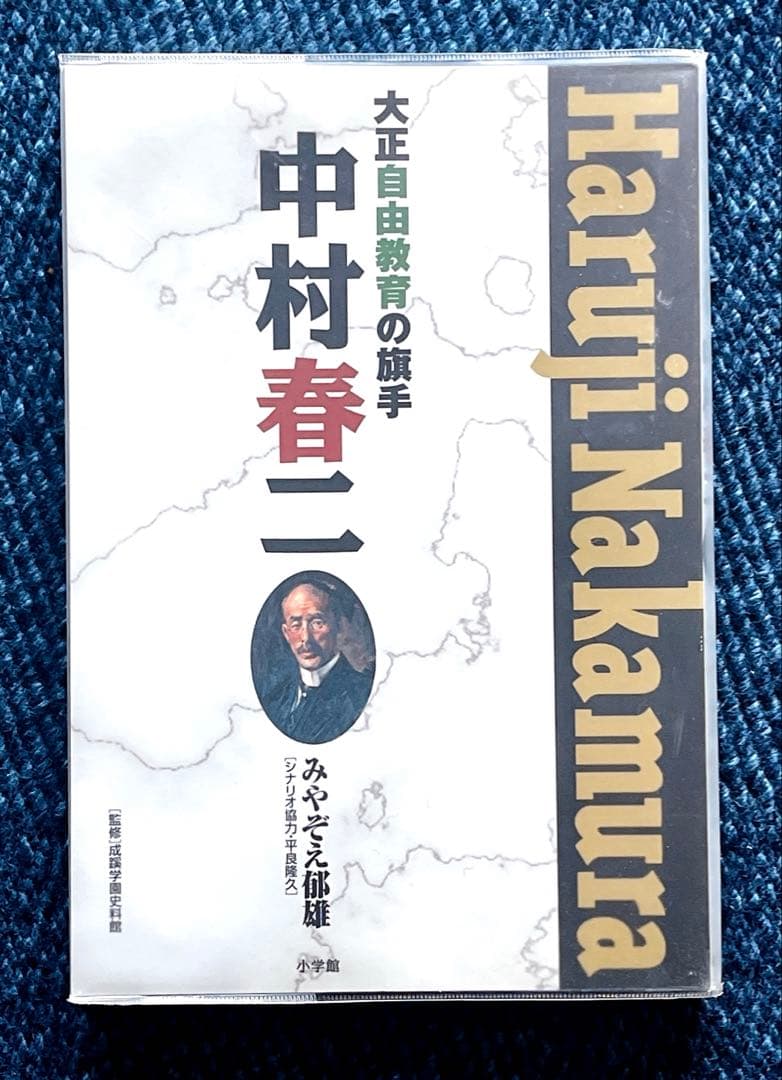 Haruji Nakamura
大正自由教育の旗手
中村春二
みやぞえ郁雄
［シナリオ協力・平良隆久］
小学館
［監修］成蹊学園史料館